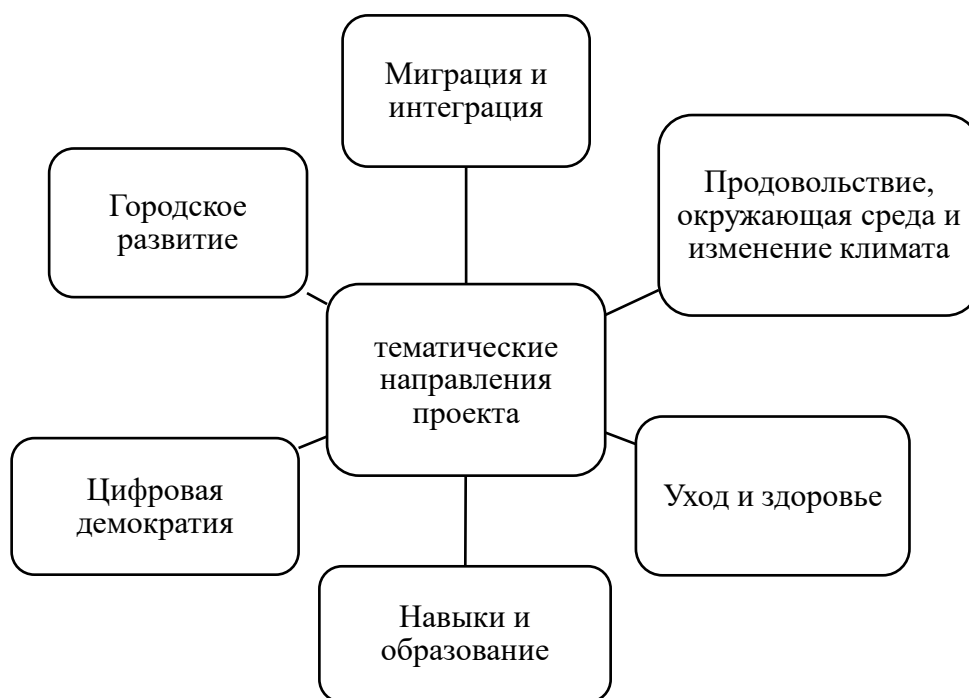 Миграция и
интеграция
Продовольствие,
окружающая среда и
изменение климата
Городское
развитие
тематические
направления
проекта
Цифровая
демократия
Уход и здоровье
Навыки и
образование